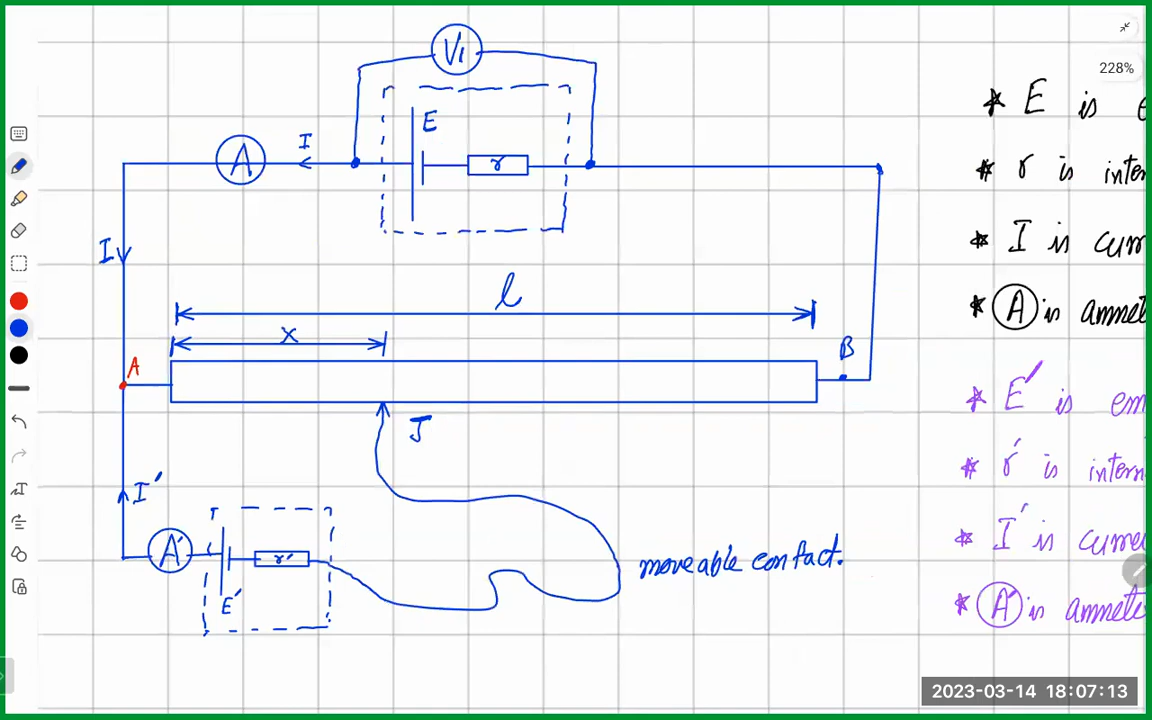 V1
E
r
I
A
I
l
x
A
B
J
I'
A'
r'
E'
moveable contact.
228%
* E is e
* r is inter
* I is curr
* A is ammete
* E' is em
* r' is intern
* I' is curre
* A' is ammete
T
2023-03-14 18:07:13